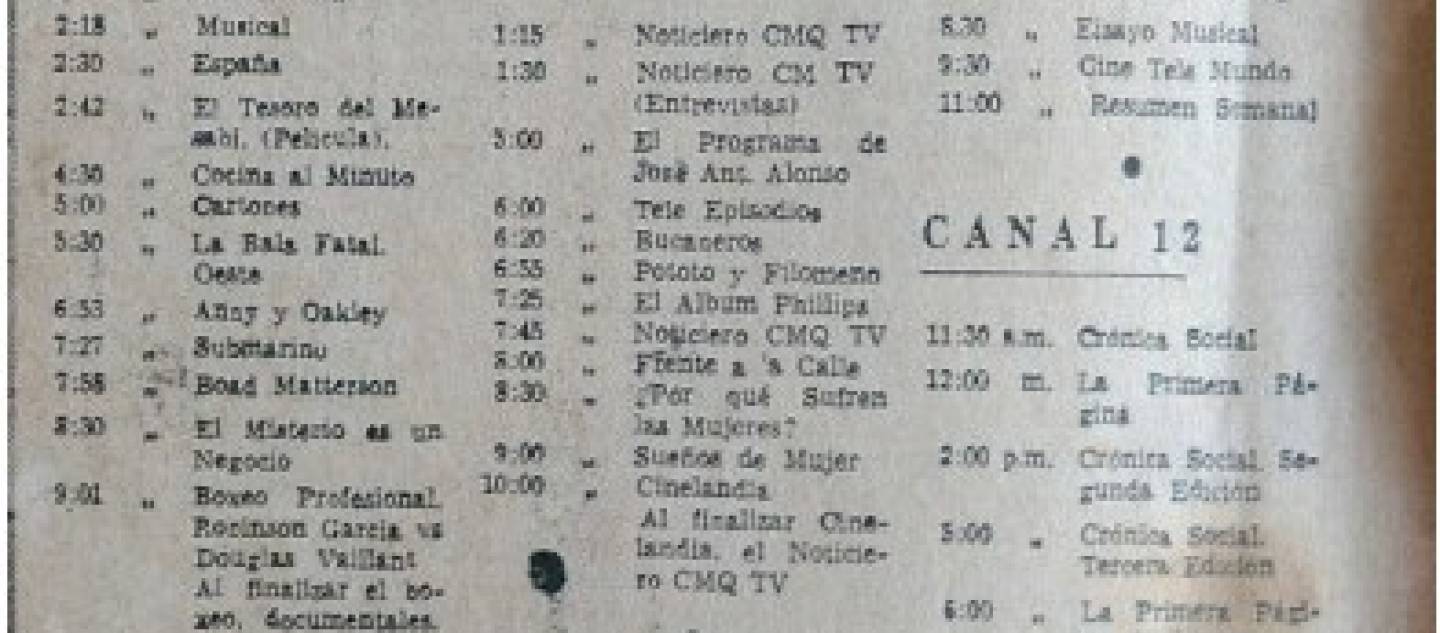 2:18 „ Musical
2:30 „ España
2:42 „ El Tesoro del Me-
sabi. (Película).
4:30 „ Cocina al Minuto
5:00 „ Cartones
5:30 „ La Bala Fatal.
Oeste
6:53 „ Anny y Oakley
7:27 „ Submarino
7:58 „ Boad Matterson
8:30 „ El Misterio es un
Negocio
9:01 „ Boxeo Profesional.
Robinson Garcia vs
Douglas Vaillant
Al finalizar el bo-
xeo, documentales.
1:15 „ Noticiero CMQ TV
1:30 „ Noticiero CM TV
(Entrevistas)
5:00 „ El Programa de
José Ant. Alonso
6:00 „ Tele Episodios
6:20 „ Bucaneros
6:55 „ Pototo y Filomeno
7:25 „ El Album Phillips
7:45 „ Noticiero CMQ TV
8:00 „ Frente a 'a Calle
8:30 „ ¿Por qué Sufren
las Mujeres?
9:00 „ Sueños de Mujer
10:00 „ Cinelandia
Al finalizar Cine-
landia, el Noticie-
ro CMQ TV
8.30 „ Ensayo Musical
9:30 „ Cine Tele Mundo
11:00 „ Resumen Semanal
CANAL 12
11:30 a.m. Crónica Social
12:00 m. La Primera Pá-
gina
2:00 p.m. Crónica Social. Se-
gunda Edición
5:00 „ Crónica Social.
Tercera Edición
6:00 „ La Primera Pági-